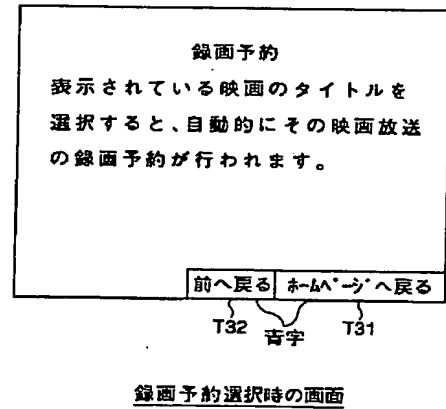 録画予約
表示されている映画のタイトルを
選択すると、自動的にその映画放送
の録画予約が行われます。
前へ戻る ホームページへ戻る
T32 青字 T31
録画予約選択時の画面